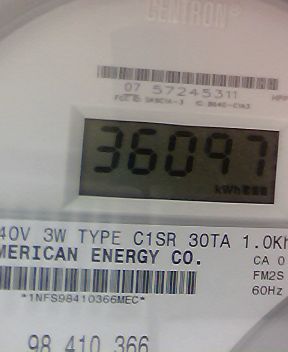 CENTRON®
07 57245311
36097
kWh
40V 3W TYPE C1SR 30TA 1.0Kh
MERICAN ENERGY CO.
CA 0
FM2S
60Hz
*1NFS98410366MEC*
98 410 366